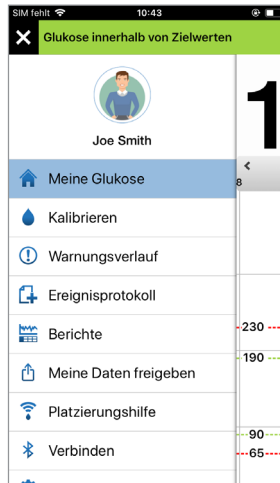 SIM fehlt 10:43
Glukose innerhalb von Zielwerten
1
Joe Smith
Meine Glukose
8
Kalibrieren
Warnungsverlauf
Ereignisprotokoll
230
Berichte
190
Meine Daten freigeben
Platzierungshilfe
90
Verbinden
65